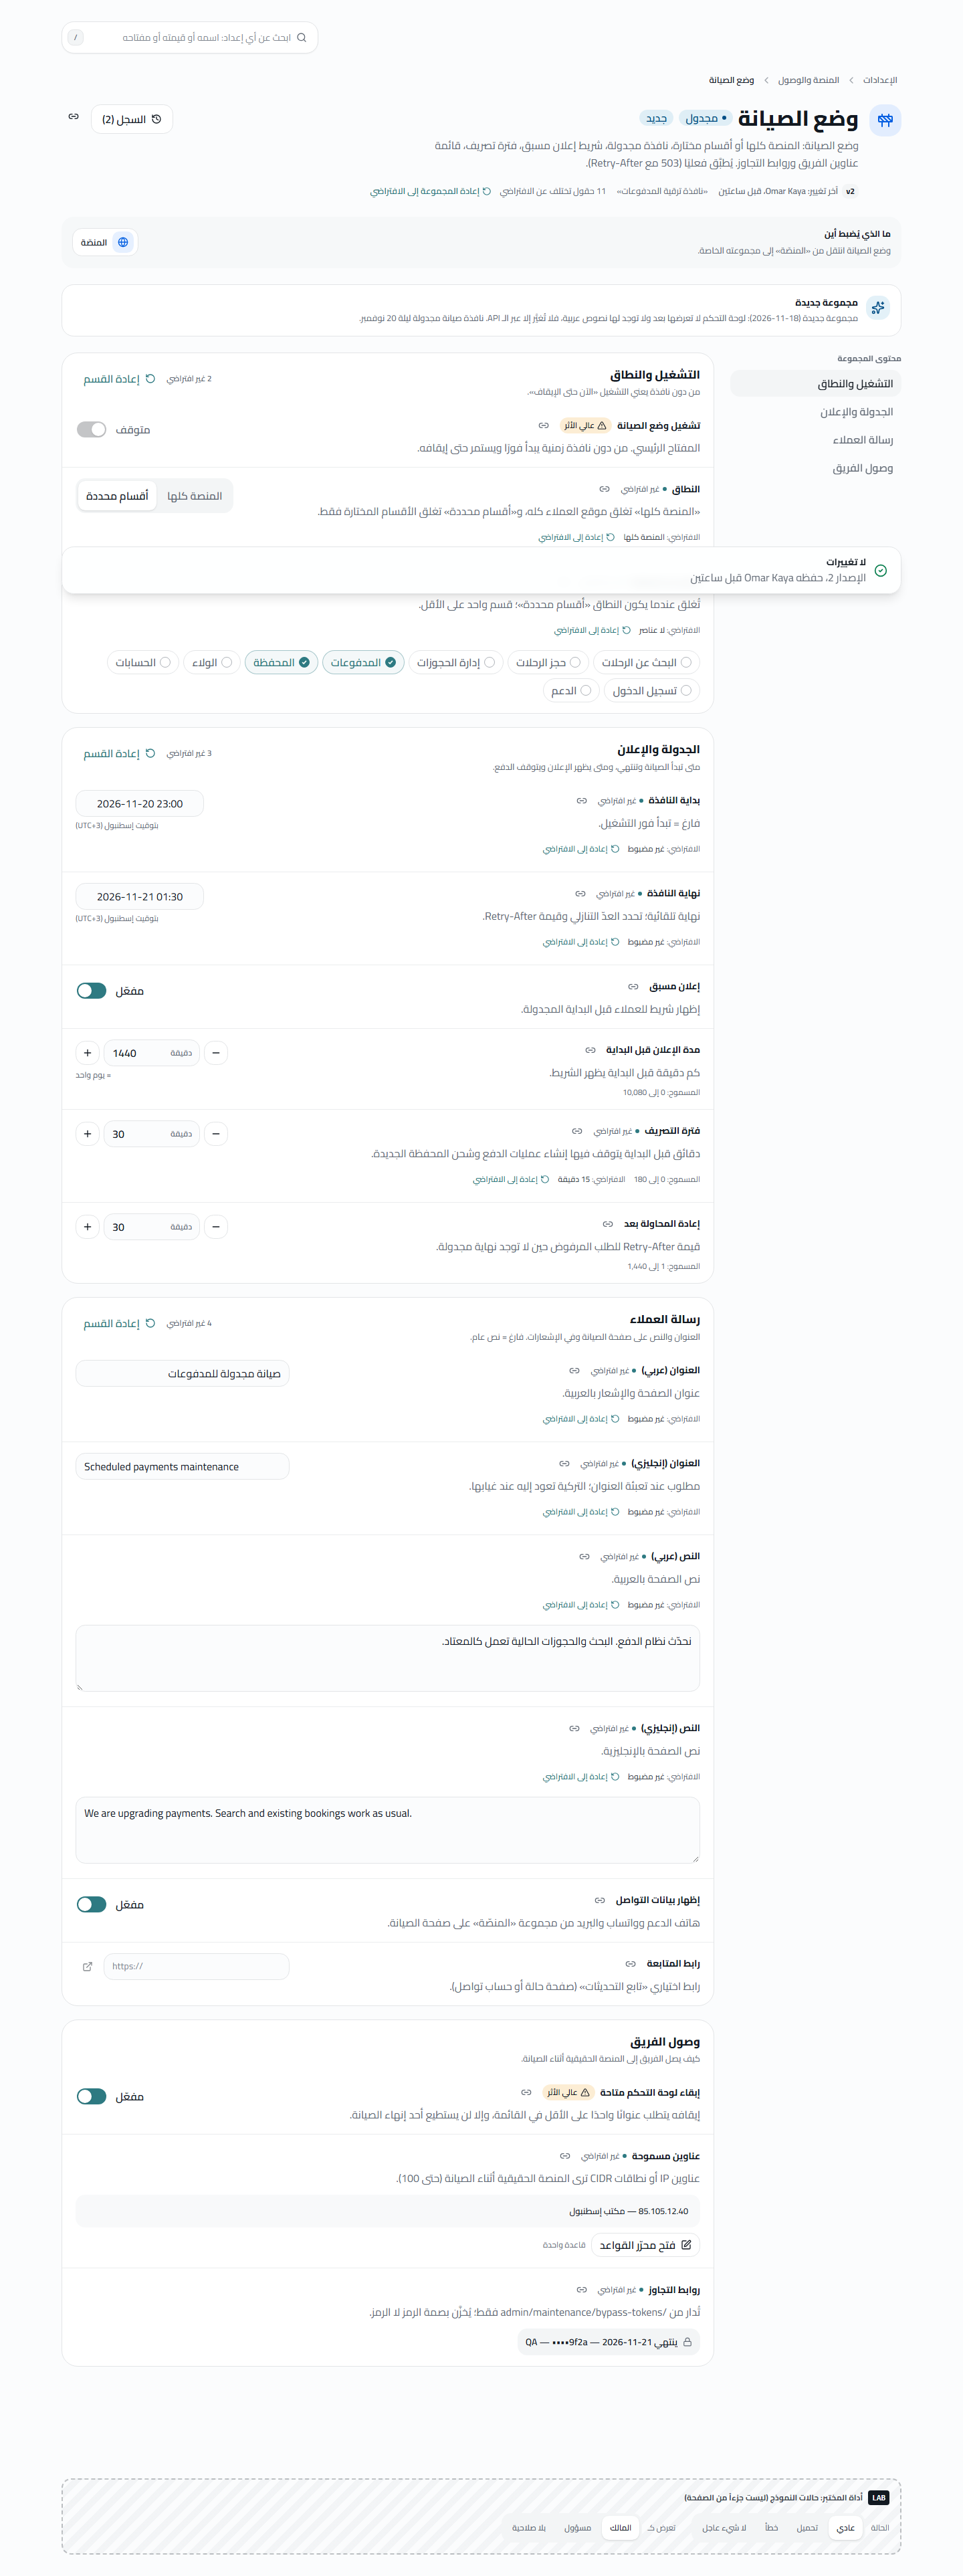 ابحث عن أي إعداد: اسمه أو قيمته أو مفتاحه
/
الإعدادات
المنصة والوصول
وضع الصيانة
وضع الصيانة
مجدول
جديد
السجل (2)
وضع الصيانة: المنصة كلها أو أقسام مختارة، نافذة مجدولة، شريط إعلان مسبق، فترة تصريف، قائمة
عناوين الفريق وروابط التجاوز. يُطبَّق فعليًا (503 مع Retry-After).
v2 آخر تغيير: Omar Kaya، قبل ساعتين
«نافذة ترقية المدفوعات»
11 حقول تختلف عن الافتراضي
إعادة المجموعة إلى الافتراضي
ما الذي يُضبط أين
وضع الصيانة انتقل من «المنصّة» إلى مجموعته الخاصة.
المنصة
مجموعة جديدة
مجموعة جديدة (18-11-2026): لوحة التحكم لا تعرضها بعد ولا توجد لها نصوص عربية، فلا تُغيَّر إلا عبر الـ API. نافذة صيانة مجدولة ليلة 20 نوفمبر.
محتوى المجموعة
التشغيل والنطاق
الجدولة والإعلان
رسالة العملاء
وصول الفريق
التشغيل والنطاق
من دون نافذة يعني التشغيل «الآن حتى الإيقاف».
2 غير افتراضي
إعادة القسم
تشغيل وضع الصيانة
عالي الأثر
المفتاح الرئيسي. من دون نافذة زمنية يبدأ فورًا ويستمر حتى إيقافه.
متوقف
النطاق
غير افتراضي
«المنصة كلها» تغلق موقع العملاء كله، و«أقسام محددة» تغلق الأقسام المختارة فقط.
الافتراضي: المنصة كلها
إعادة إلى الافتراضي
المنصة كلها
أقسام محددة
لا تغييرات
الإصدار 2، حفظه Omar Kaya قبل ساعتين
تُغلق عندما يكون النطاق «أقسام محددة»؛ قسم واحد على الأقل.
الافتراضي: لا عناصر
إعادة إلى الافتراضي
البحث عن الرحلات
حجز الرحلات
إدارة الحجوزات
المدفوعات
المحفظة
الولاء
الحسابات
تسجيل الدخول
الدعم
الجدولة والإعلان
متى تبدأ الصيانة وتنتهي، ومتى يظهر الإعلان ويتوقف الدفع.
3 غير افتراضي
إعادة القسم
بداية النافذة
غير افتراضي
فارغ = تبدأ فور التشغيل.
الافتراضي: غير مضبوط
إعادة إلى الافتراضي
2026-11-20 23:00
بتوقيت إسطنبول (UTC+3)
نهاية النافذة
غير افتراضي
نهاية تلقائية؛ تحدد العدّ التنازلي وقيمة Retry-After.
الافتراضي: غير مضبوط
إعادة إلى الافتراضي
2026-11-21 01:30
بتوقيت إسطنبول (UTC+3)
إعلان مسبق
إظهار شريط للعملاء قبل البداية المجدولة.
مفعّل
مدة الإعلان قبل البداية
كم دقيقة قبل البداية يظهر الشريط.
المسموح: 0 إلى 10,080
− دقيقة 1440 +
= يوم واحد
فترة التصريف
غير افتراضي
دقائق قبل البداية يتوقف فيها إنشاء عمليات الدفع وشحن المحفظة الجديدة.
المسموح: 0 إلى 180
الافتراضي: 15 دقيقة
إعادة إلى الافتراضي
− دقيقة 30 +
إعادة المحاولة بعد
قيمة Retry-After للطلب المرفوض حين لا توجد نهاية مجدولة.
المسموح: 1 إلى 1,440
− دقيقة 30 +
رسالة العملاء
العنوان والنص على صفحة الصيانة وفي الإشعارات. فارغ = نص عام.
4 غير افتراضي
إعادة القسم
العنوان (عربي)
غير افتراضي
عنوان الصفحة والإشعار بالعربية.
الافتراضي: غير مضبوط
إعادة إلى الافتراضي
صيانة مجدولة للمدفوعات
العنوان (إنجليزي)
غير افتراضي
مطلوب عند تعبئة العنوان؛ التركية تعود إليه عند غيابها.
الافتراضي: غير مضبوط
إعادة إلى الافتراضي
Scheduled payments maintenance
النص (عربي)
غير افتراضي
نص الصفحة بالعربية.
الافتراضي: غير مضبوط
إعادة إلى الافتراضي
نحدّث نظام الدفع. البحث والحجوزات الحالية تعمل كالمعتاد.
النص (إنجليزي)
غير افتراضي
نص الصفحة بالإنجليزية.
الافتراضي: غير مضبوط
إعادة إلى الافتراضي
We are upgrading payments. Search and existing bookings work as usual.
إظهار بيانات التواصل
هاتف الدعم وواتساب والبريد من مجموعة «المنصّة» على صفحة الصيانة.
مفعّل
رابط المتابعة
رابط اختياري «تابع التحديثات» (صفحة حالة أو حساب تواصل).
https://
وصول الفريق
كيف يصل الفريق إلى المنصة الحقيقية أثناء الصيانة.
إبقاء لوحة التحكم متاحة
عالي الأثر
إيقافه يتطلب عنوانًا واحدًا على الأقل في القائمة، وإلا لن يستطيع أحد إنهاء الصيانة.
مفعّل
عناوين مسموحة
غير افتراضي
عناوين IP أو نطاقات CIDR ترى المنصة الحقيقية أثناء الصيانة (حتى 100).
85.105.12.40 — مكتب إسطنبول
فتح محرّر القواعد
قاعدة واحدة
روابط التجاوز
غير افتراضي
تُدار من /admin/maintenance/bypass-tokens فقط؛ يُخزَّن بصمة الرمز لا الرمز.
QA — ••••9f2a — ينتهي 2026-11-21
LAB أداة المختبر: حالات النموذج (ليست جزءًا من الصفحة)
الحالة
عادي
تحميل
خطأ
لا شيء عاجل
تعرض كـ
المالك
مسؤول
بلا صلاحية